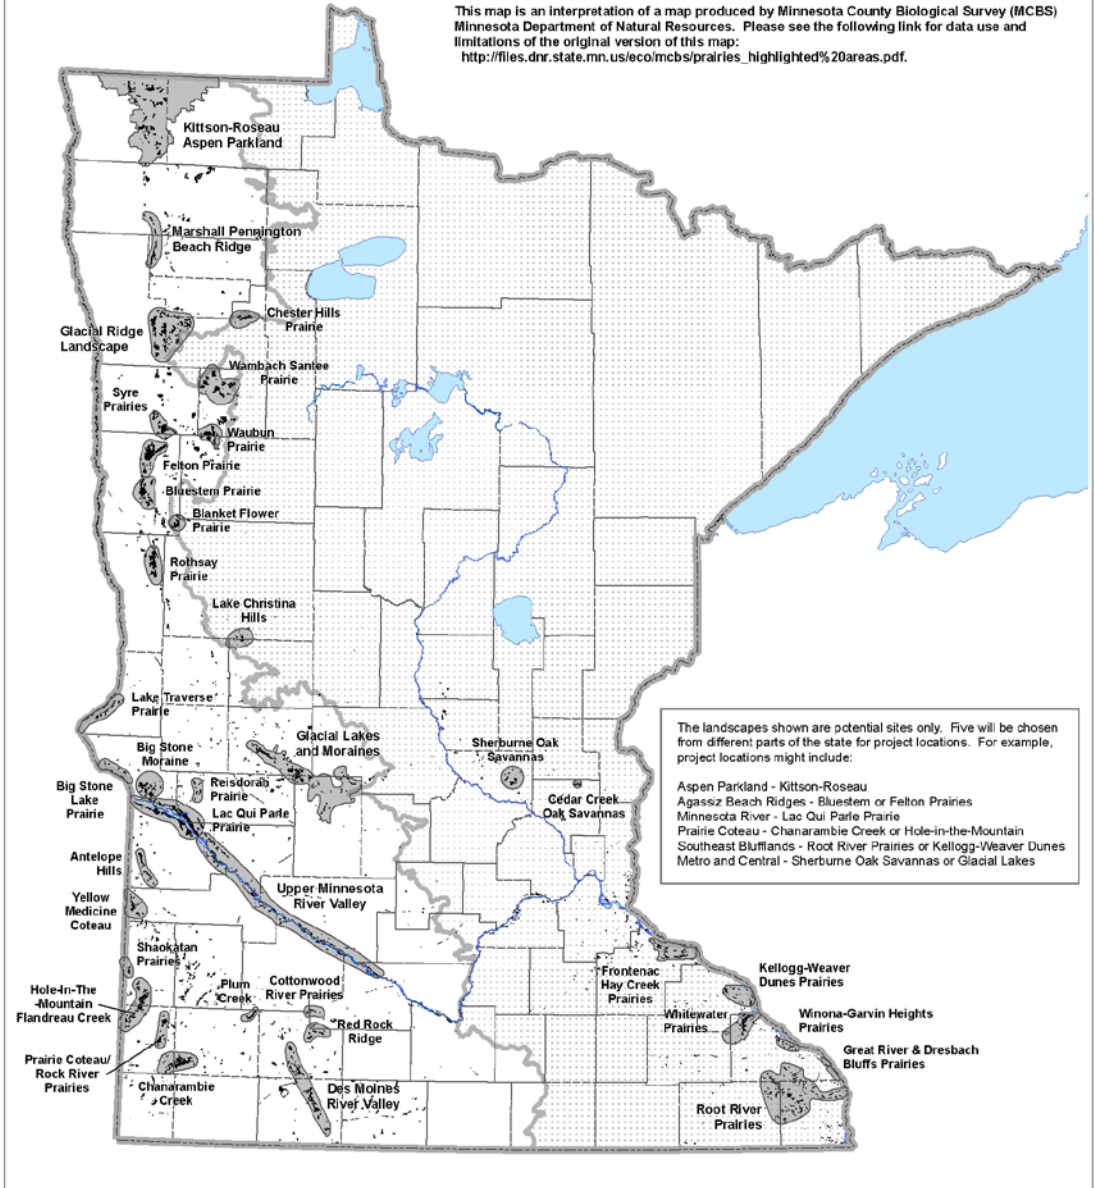 This map is an interpretation of a map produced by Minnesota County Biological Survey (MCBS)
Minnesota Department of Natural Resources.  Please see the following link for data use and
limitations of the original version of this map:
http://files.dnr.state.mn.us/eco/mcbs/prairies_highlighted%20areas.pdf.
Kittson-Roseau
Aspen Parkland
Marshall Pennington
Beach Ridge
Chester Hills
Prairie
Glacial Ridge
Landscape
Wambach Santee
Prairie
Syre
Prairies
Waubun
Prairie
Felton Prairie
Bluestem Prairie
Blanket Flower
Prairie
Rothsay
Prairie
Lake Christina
Hills
Lake Traverse
Prairie
Glacial Lakes
and Moraines
Big Stone
Moraine
Sherburne Oak
Savannas
Big Stone
Lake
Prairie
Reisdorph
Prairie
Cedar Creek
Oak Savannas
Lac Qui Parle
Prairie
The landscapes shown are potential sites only.  Five will be chosen
from different parts of the state for project locations.  For example,
project locations might include:
Aspen Parkland - Kittson-Roseau
Agassiz Beach Ridges - Bluestem or Felton Prairies
Minnesota River - Lac Qui Parle Prairie
Prairie Coteau - Chanarambie Creek or Hole-in-the-Mountain
Southeast Blufflands - Root River Prairies or Kellogg-Weaver Dunes
Metro and Central - Sherburne Oak Savannas or Glacial Lakes
Antelope
Hills
Upper Minnesota
River Valley
Yellow
Medicine
Coteau
Shaokatan
Prairies
Hole-In-The
-Mountain
Flandreau Creek
Plum
Creek
Cottonwood
River Prairies
Red Rock
Ridge
Frontenac
Hay Creek
Prairies
Kellogg-Weaver
Dunes Prairies
Whitewater
Prairies
Winona-Garvin Heights
Prairies
Great River & Dresbach
Bluffs Prairies
Prairie Coteau/
Rock River
Prairies
Chanarambie
Creek
Des Moines
River Valley
Root River
Prairies